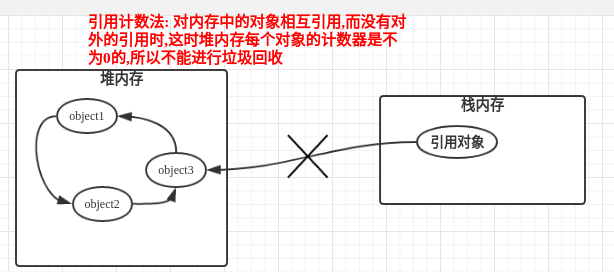 引用计数法: 对内存中的对象相互引用,而没有对
外的引用时,这时堆内存每个对象的计数器是不
为0的,所以不能进行垃圾回收
堆内存
栈内存
object1
引用对象
object3
object2